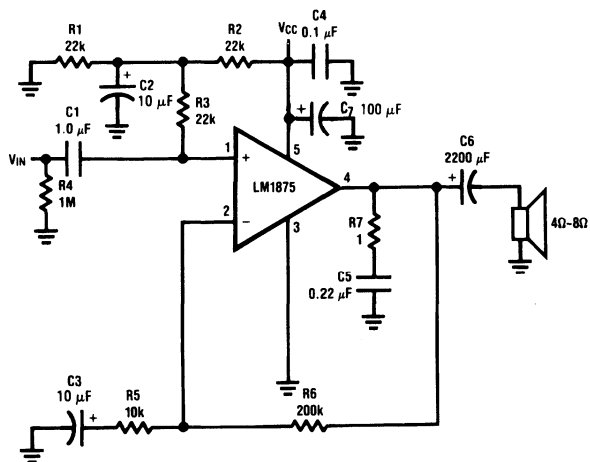 R1
22k
R2
22k
VCC
C4
0.1 μF
+
C2
10 μF
R3
22k
+
C7 100 μF
C1
1.0 μF
VIN
R4
1M
1
+
5
LM1875
4
2
−
3
C6
2200 μF
+
4Ω~8Ω
R7
1
C5
0.22 μF
C3
10 μF
+
R5
10k
R6
200k